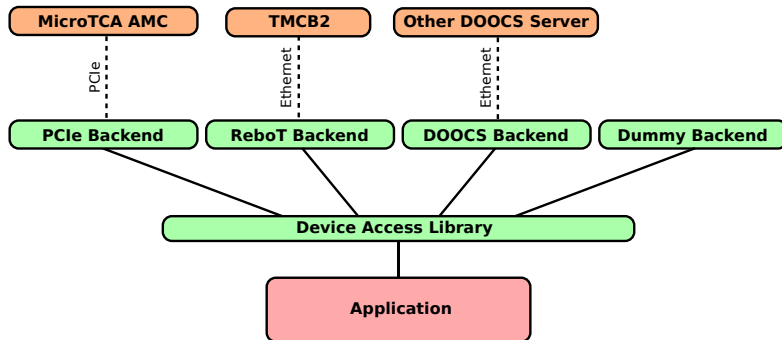 MicroTCA AMC
TMCB2
Other DOOCS Server
PCIe
Ethernet
Ethernet
PCIe Backend
ReboT Backend
DOOCS Backend
Dummy Backend
Device Access Library
Application